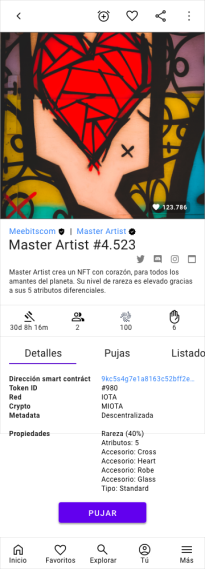 123.786
Meebitscom | Master Artist
Master Artist #4.523
Master Artist crea un NFT con corazón, para todos los
amantes del planeta. Su nivel de rareza es elevado gracias
a sus 5 atributos diferenciales.
30d 8h 16m 2 100 6
Detalles Pujas Listado
Dirección smart contráct 9kc5s4g7e1a8163c52bff2e...
Token ID #980
Red IOTA
Crypto MIOTA
Metadata Descentralizada
Propiedades Rareza (40%)
Atributos: 5
Accesorio: Cross
Accesorio: Heart
Accesorio: Robe
Accesorio: Glass
Tipo: Standard
PUJAR
Inicio Favoritos Explorar Tú Más